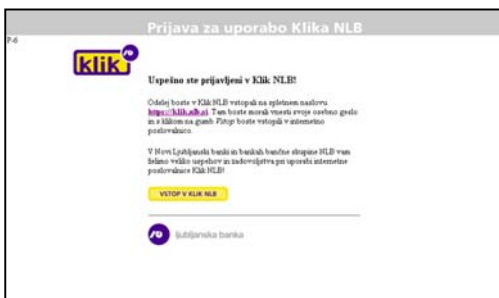 Prijava za uporabo Klika NLB
P-6
klik
Uspešno ste prijavljeni v Klik NLB!
Odslej boste v Klik NLB vstopali na spletnem naslovu
https://klik.nlb.si. Tam boste morali vnesti svoje osebno geslo
in s klikom na gumb Vstop boste vstopili v internetno
poslovalnico.
V Novi Ljubljanski banki in bankah bančne skupine NLB vam
želimo veliko uspehov in zadovoljstva pri uporabi internetne
poslovalnice Klik NLB!
VSTOP V KLIK NLB
ljubljanska banka